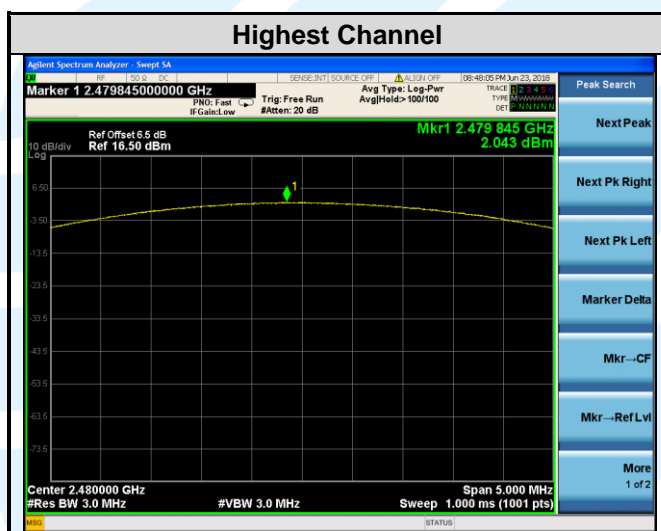 Highest Channel
Agilent Spectrum Analyzer - Swept SA
RF 50 Ω DC SENSE:INT SOURCE OFF ALIGN OFF 08:48:05 PM Jun 23, 2018
Marker 1 2.479845000000 GHz
PNO: Fast
IFGain:Low
Trig: Free Run
#Atten: 20 dB
Avg Type: Log-Pwr
Avg|Hold:> 100/100
TRACE 1 2 3 4 5 6
TYPE M
DET P N N N N N
Peak Search
Mkr1 2.479 845 GHz
2.043 dBm
Ref Offset 6.5 dB
10 dB/div Ref 16.50 dBm
Log
1
6.50
-3.50
-13.5
-23.5
-33.5
-43.5
-53.5
-63.5
-73.5
Next Peak
Next Pk Right
Next Pk Left
Marker Delta
Mkr→CF
Mkr→Ref Lvl
More
1 of 2
Center 2.480000 GHz Span 5.000 MHz
#Res BW 3.0 MHz #VBW 3.0 MHz Sweep 1.000 ms (1001 pts)
MSG STATUS